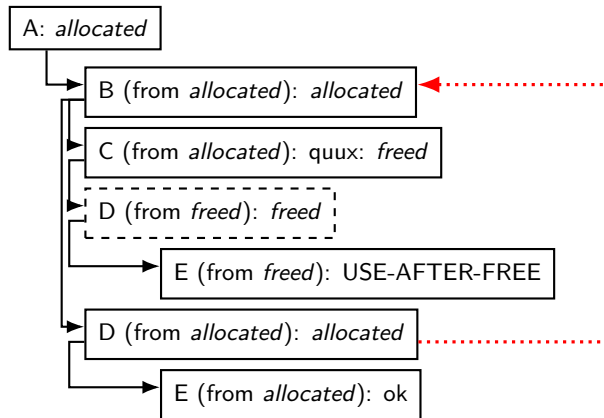 A: allocated
B (from allocated): allocated
C (from allocated): quux: freed
D (from freed): freed
E (from freed): USE-AFTER-FREE
D (from allocated): allocated
E (from allocated): ok